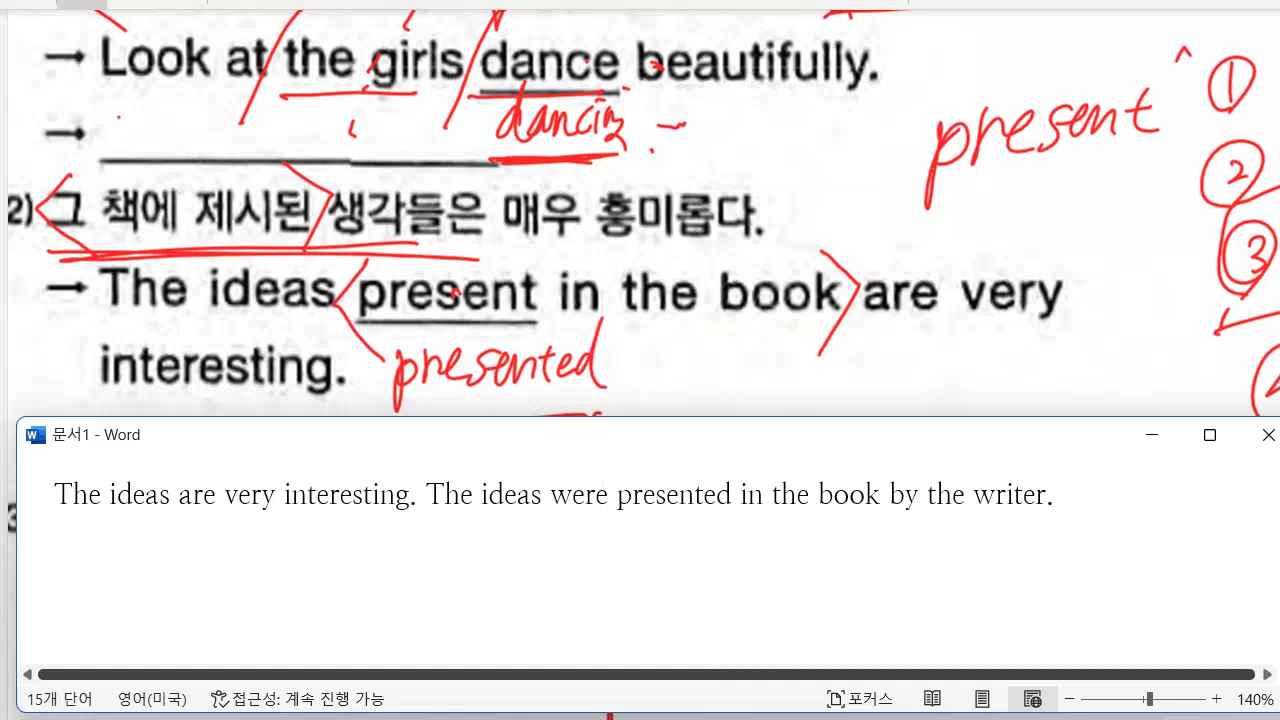 → Look at the girls dance beautifully.
→ dancing
present
①
②
③
2) 그 책에 제시된 생각들은 매우 흥미롭다.
→ The ideas present in the book are very
interesting.
presented
문서1 - Word
The ideas are very interesting. The ideas were presented in the book by the writer.
15개 단어 영어(미국) 접근성: 계속 진행 가능 포커스 140%